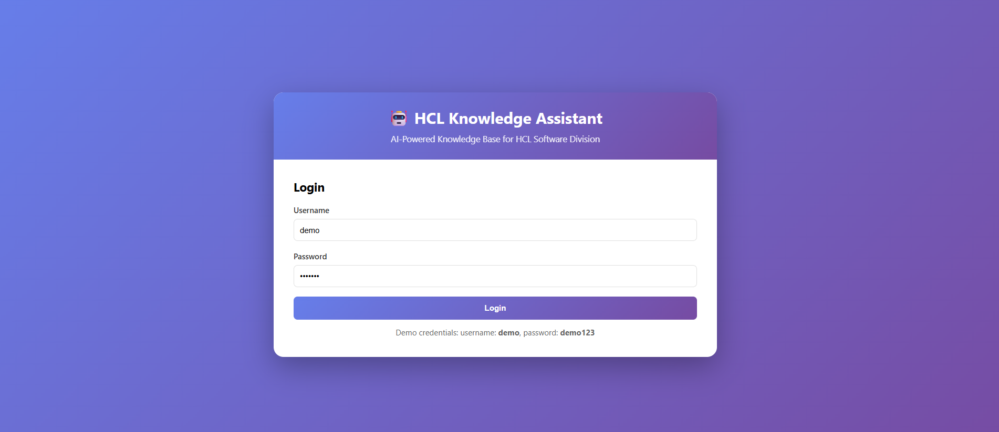 HCL Knowledge Assistant
AI-Powered Knowledge Base for HCL Software Division
Login
Username
demo
Password
•••••••
Login
Demo credentials: username: demo, password: demo123